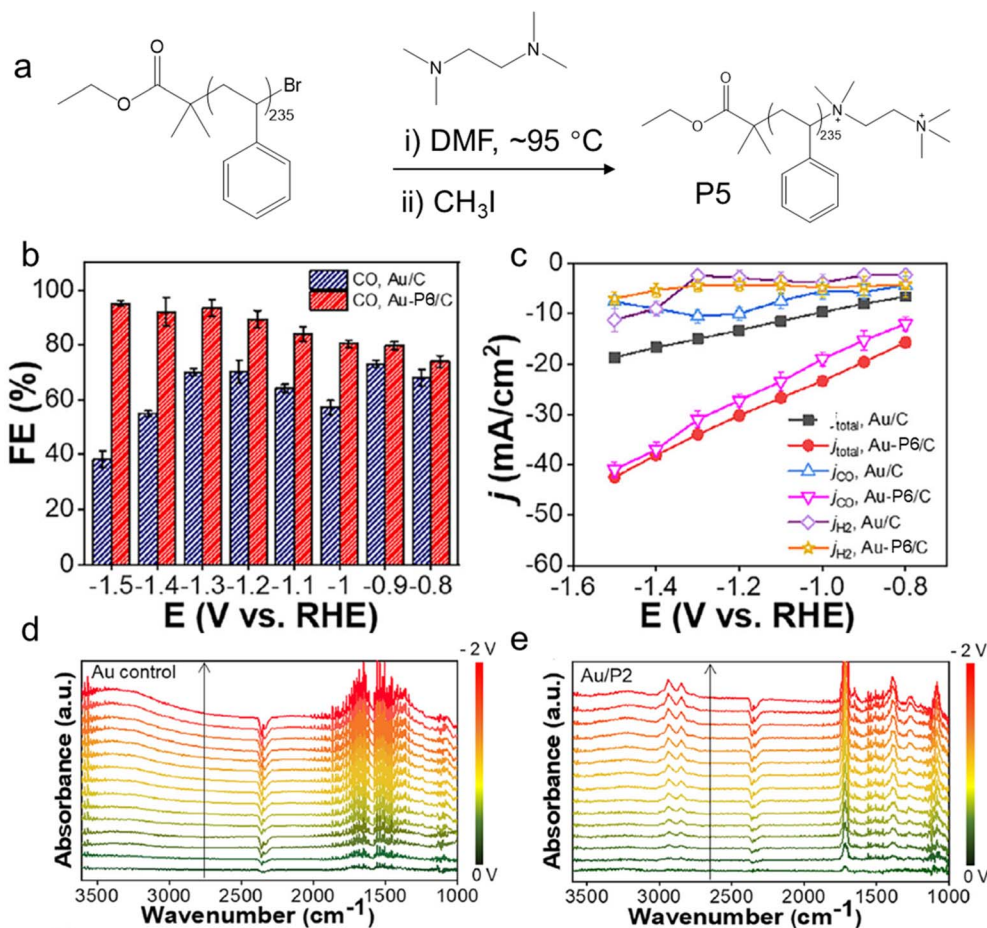 a
O
O
Br
235
N
N
i) DMF, ~95 °C
ii) CH3I
O
O
235
N+
N+
P5
b
FE (%)
100
80
60
40
20
0
CO, Au/C
CO, Au-P6/C
-1.5 -1.4 -1.3 -1.2 -1.1 -1 -0.9 -0.8
E (V vs. RHE)
c
j (mA/cm2)
0
-10
-20
-30
-40
-50
-60
total, Au/C
jtotal, Au-P6/C
jCO, Au/C
jCO, Au-P6/C
jH2, Au/C
jH2, Au-P6/C
-1.6 -1.4 -1.2 -1.0 -0.8
E (V vs. RHE)
d
Au control
Absorbance (a.u.)
3500 3000 2500 2000 1500 1000
Wavenumber (cm-1)
- 2 V
0 V
e
Au/P2
Absorbance (a.u.)
3500 3000 2500 2000 1500 1000
Wavenumber (cm-1)
- 2 V
0 V